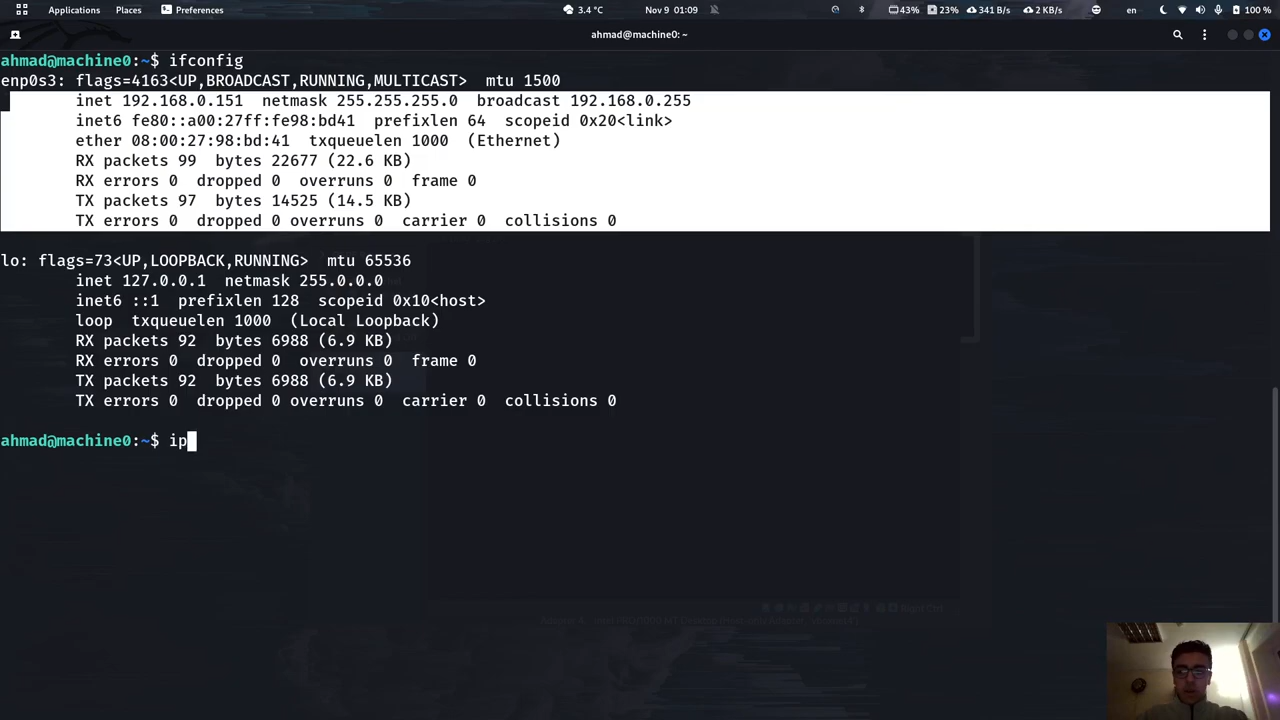 Applications Places Preferences 3.4 °C Nov 9 01:09 43% 23% 341 B/s 2 KB/s en 100 %
ahmad@machine0: ~
ahmad@machine0:~$ ifconfig
enp0s3: flags=4163<UP,BROADCAST,RUNNING,MULTICAST>  mtu 1500
        inet 192.168.0.151  netmask 255.255.255.0  broadcast 192.168.0.255
        inet6 fe80::a00:27ff:fe98:bd41  prefixlen 64  scopeid 0x20<link>
        ether 08:00:27:98:bd:41  txqueuelen 1000  (Ethernet)
        RX packets 99  bytes 22677 (22.6 KB)
        RX errors 0  dropped 0  overruns 0  frame 0
        TX packets 97  bytes 14525 (14.5 KB)
        TX errors 0  dropped 0 overruns 0  carrier 0  collisions 0
lo: flags=73<UP,LOOPBACK,RUNNING>  mtu 65536
        inet 127.0.0.1  netmask 255.0.0.0
        inet6 ::1  prefixlen 128  scopeid 0x10<host>
        loop  txqueuelen 1000  (Local Loopback)
        RX packets 92  bytes 6988 (6.9 KB)
        RX errors 0  dropped 0  overruns 0  frame 0
        TX packets 92  bytes 6988 (6.9 KB)
        TX errors 0  dropped 0 overruns 0  carrier 0  collisions 0
ahmad@machine0:~$ ip